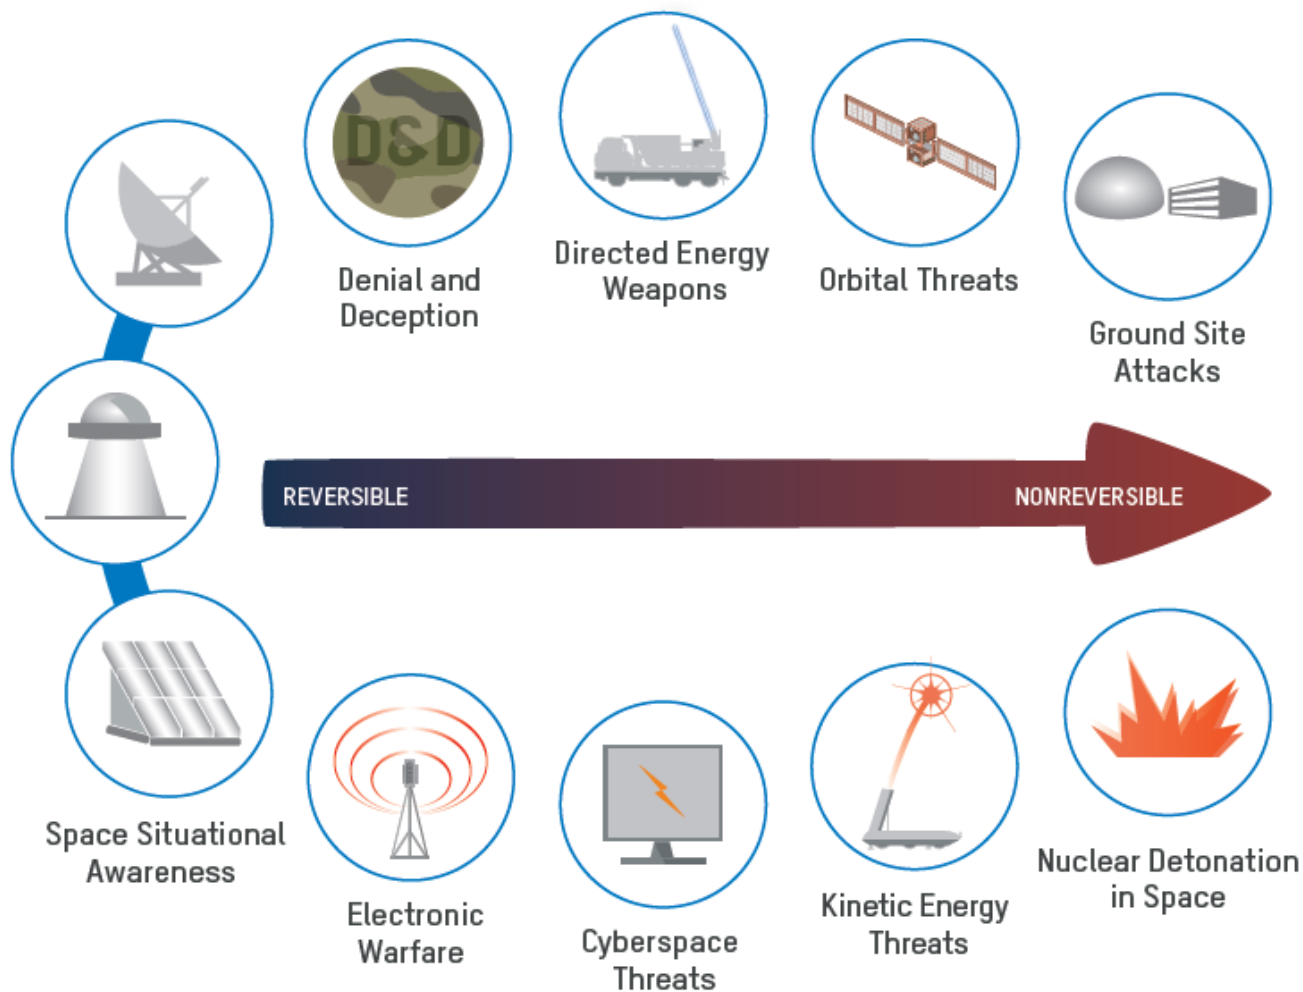 D&D
Denial and
Deception
Directed Energy
Weapons
Orbital Threats
Ground Site
Attacks
REVERSIBLE
NONREVERSIBLE
Space Situational
Awareness
Electronic
Warfare
Cyberspace
Threats
Kinetic Energy
Threats
Nuclear Detonation
in Space